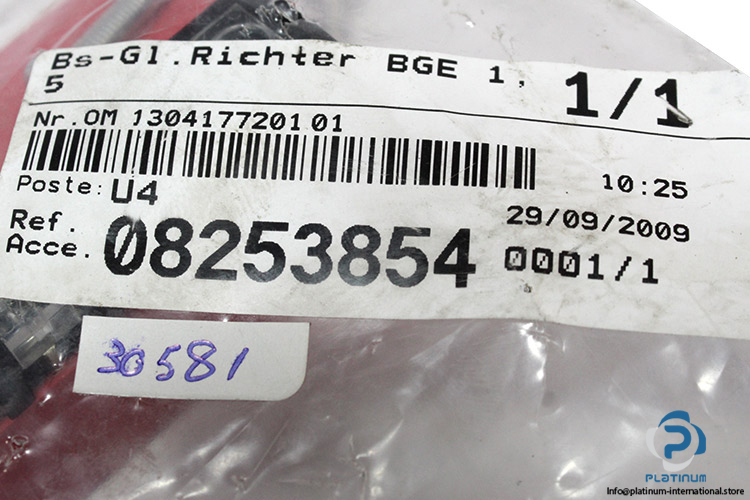 Bs-Gl.Richter BGE 1,
5
1/1
Nr.OM 1304177201 01
10:25
Poste: U4
29/09/2009
Ref.
Acce. 08253854 0001/1
30581
PLATINUM
Info@platinum-international.store